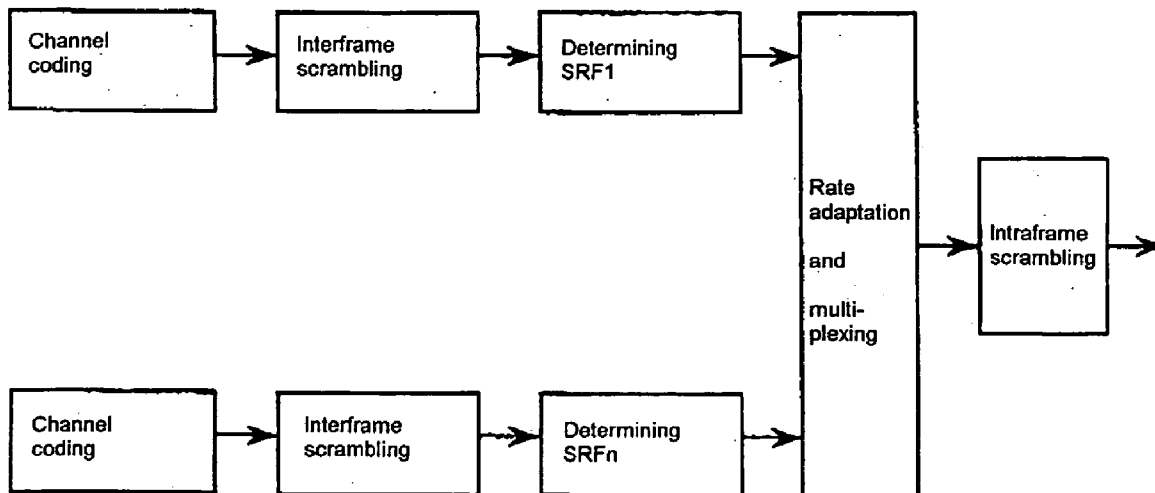 Channel
coding
Interframe
scrambling
Determining
SRF1
Rate
adaptation
and
multi-
plexing
Intraframe
scrambling
Channel
coding
Interframe
scrambling
Determining
SRFn